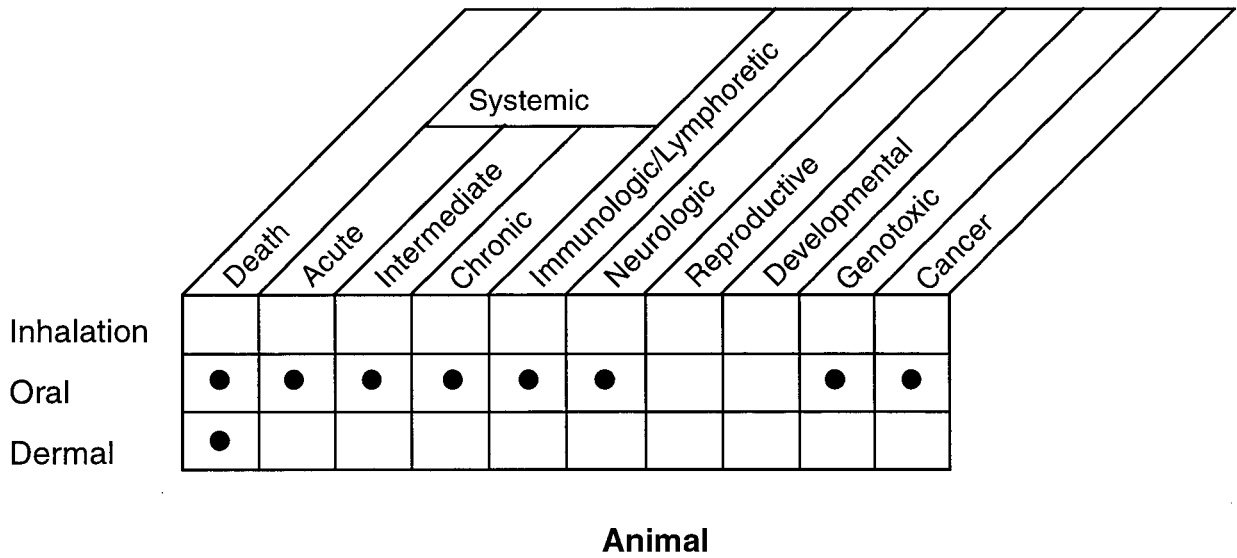 Systemic
Death
Acute
Intermediate
Chronic
Immunologic/Lymphoretic
Neurologic
Reproductive
Developmental
Genotoxic
Cancer
Inhalation
Oral
Dermal
Animal